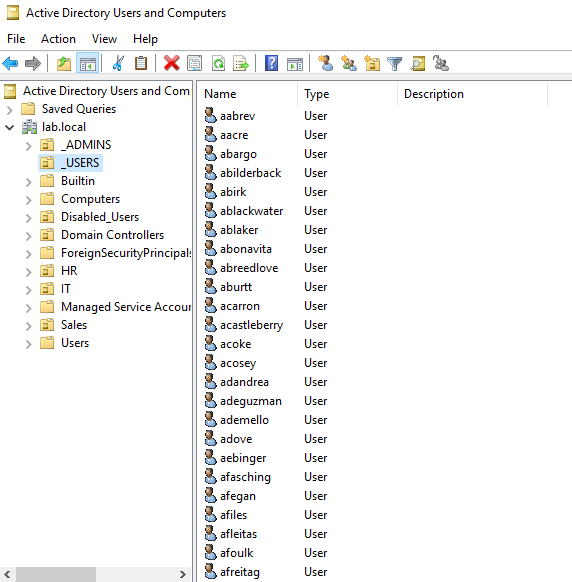 Active Directory Users and Computers
File Action View Help
Active Directory Users and Com
Saved Queries
lab.local
_ADMINS
_USERS
Builtin
Computers
Disabled_Users
Domain Controllers
ForeignSecurityPrincipals
HR
IT
Managed Service Accour
Sales
Users
Name Type Description
aabrev User
aacre User
abargo User
abilderback User
abirk User
ablackwater User
ablaker User
abonavita User
abreedlove User
aburtt User
acarron User
acastleberry User
acoke User
acosey User
adandrea User
adeguzman User
ademello User
adove User
aebinger User
afasching User
afegan User
afiles User
afleitas User
afoulk User
afreitag User